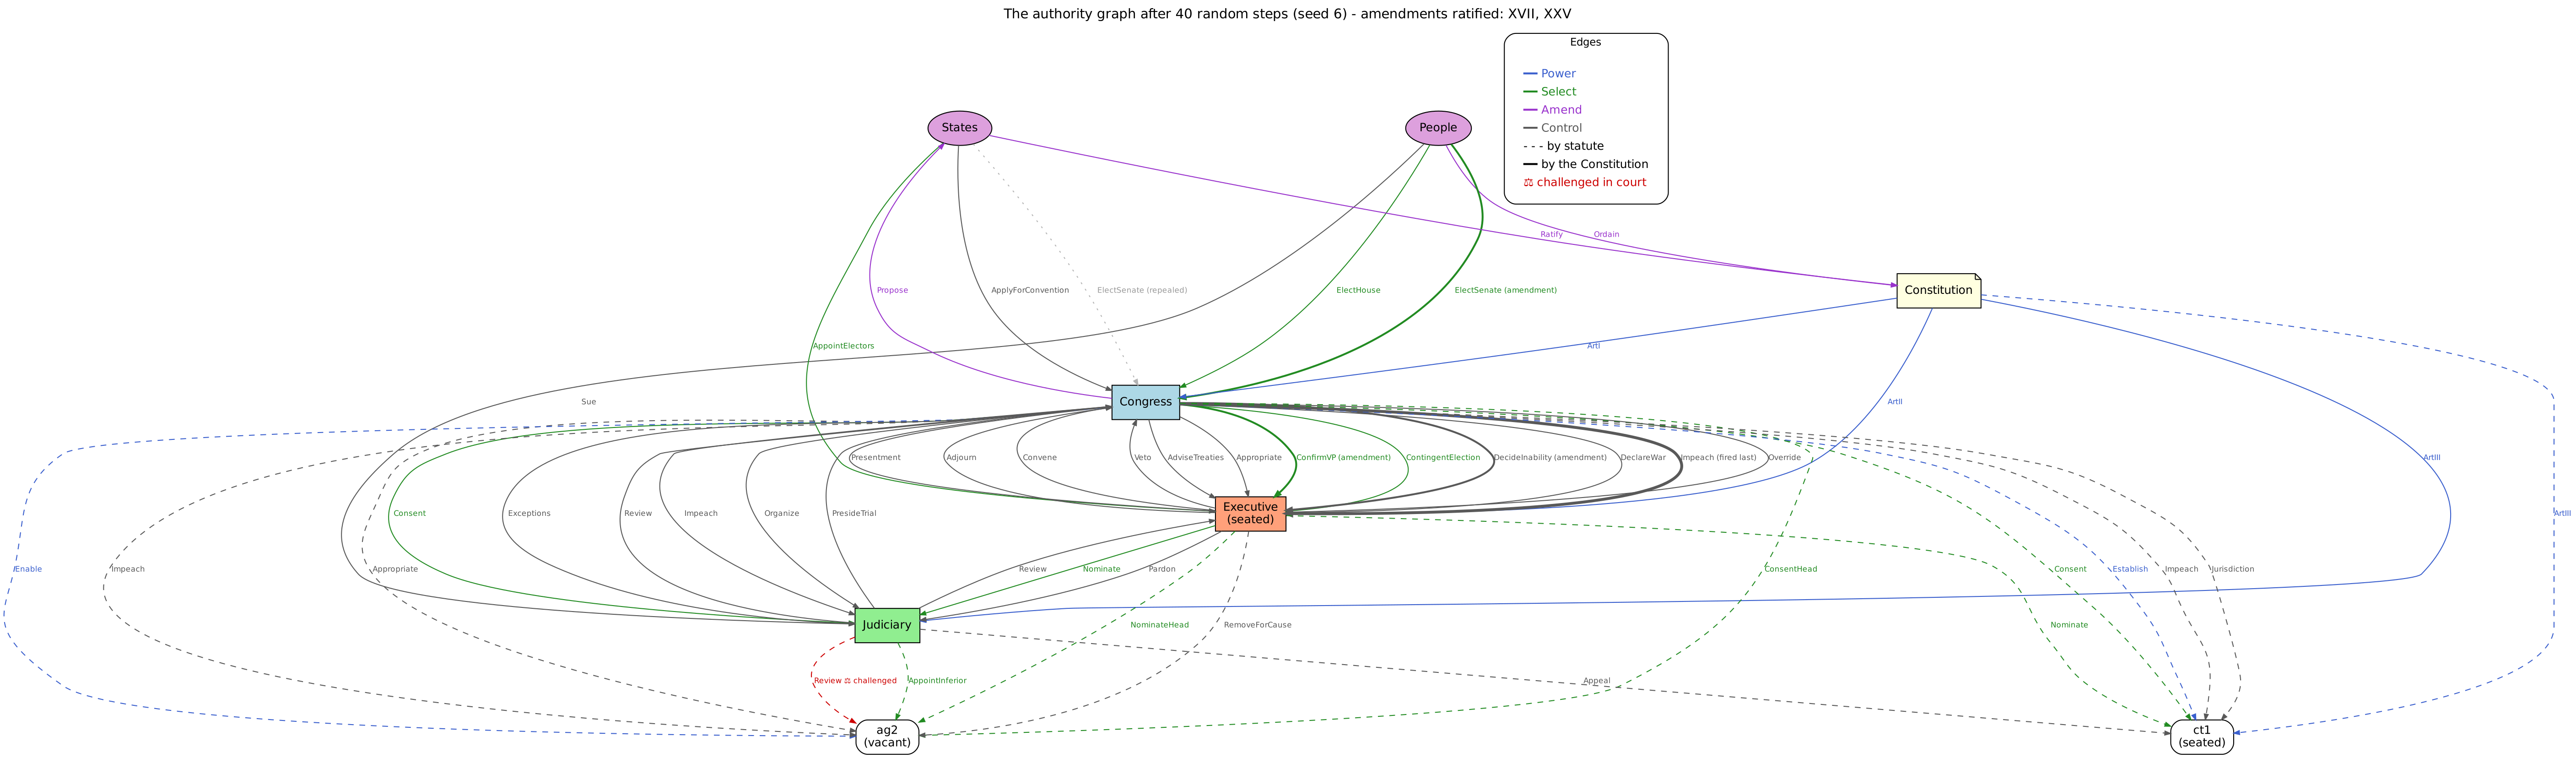 The authority graph after 40 random steps (seed 6) - amendments ratified: XVII, XXV
Edges
Power
Select
Amend
Control
- - - by statute
by the Constitution
⚖ challenged in court
States
People
Ratify
Ordain
Propose
ApplyForConvention
ElectSenate (repealed)
ElectHouse
ElectSenate (amendment)
Constitution
AppointElectors
ArtI
Sue
Congress
ArtII
Presentment
Adjourn
Convene
Veto
AdviseTreaties
Appropriate
ConfirmVP (amendment)
ContingentElection
DecideInability (amendment)
DeclareWar
Impeach (fired last)
Override
ArtIII
Consent
Exceptions
Review
Impeach
Organize
PresideTrial
Executive
(seated)
ArtIII
Enable
Impeach
Appropriate
Review
Nominate
Pardon
ConsentHead
Consent
Establish
Impeach
Jurisdiction
Judiciary
NominateHead
RemoveForCause
Nominate
Review ⚖ challenged
AppointInferior
Appeal
ag2
(vacant)
ct1
(seated)